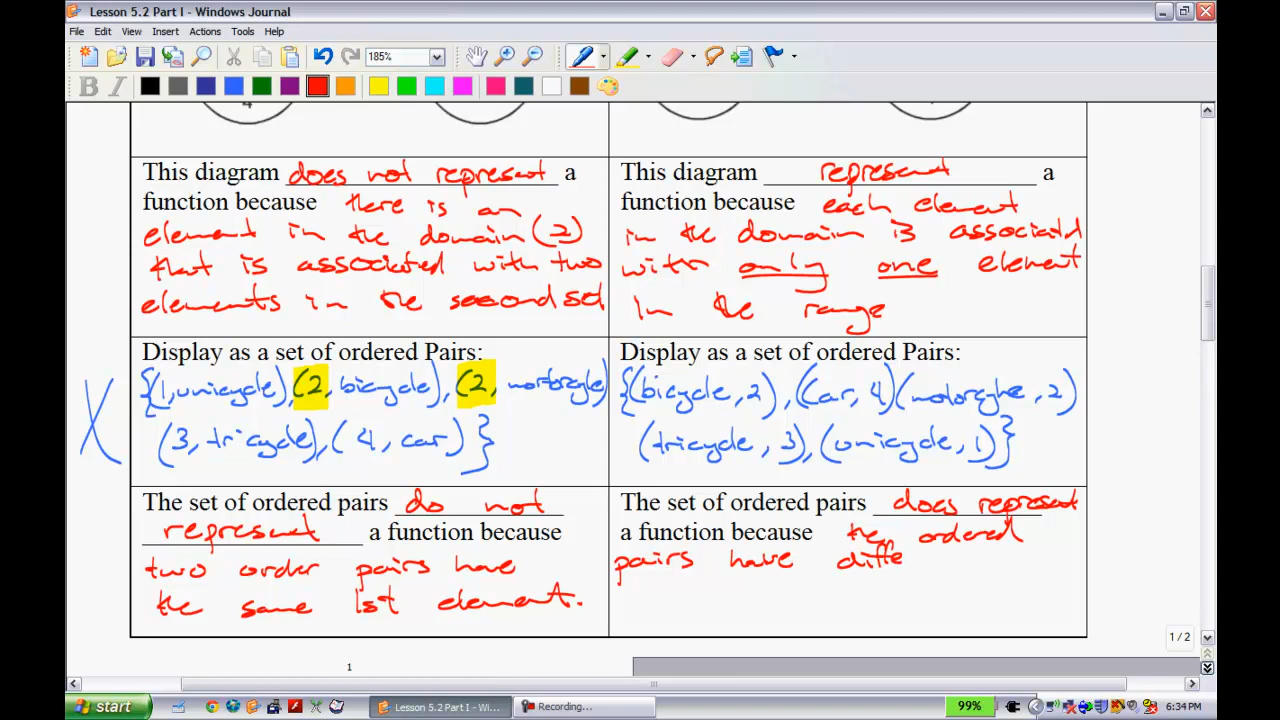 Lesson 5.2 Part I - Windows Journal
File Edit View Insert Actions Tools Help
185%
B I
4
This diagram does not represent a
function because there is an
element in the domain (2)
that is associated with two
elements in the second set
This diagram represent a
function because each element
in the domain is associatd
with only one element
in the range
Display as a set of ordered Pairs:
{(1, unicycle), (2, bicycle), (2, motorcycle)
(3, tricycle), (4, car)}
X
Display as a set of ordered Pairs:
{(bicycle, 2), (car, 4) (motorcycle, 2)
(tricycle, 3), (unicycle, 1)}
The set of ordered pairs do not
represent a function because
two order pairs have
the same 1st element.
The set of ordered pairs does represent
a function because the ordered
pairs have diffe
1
1 / 2
start
Lesson 5.2 Part I - Wi...
Recording...
99%
6:34 PM